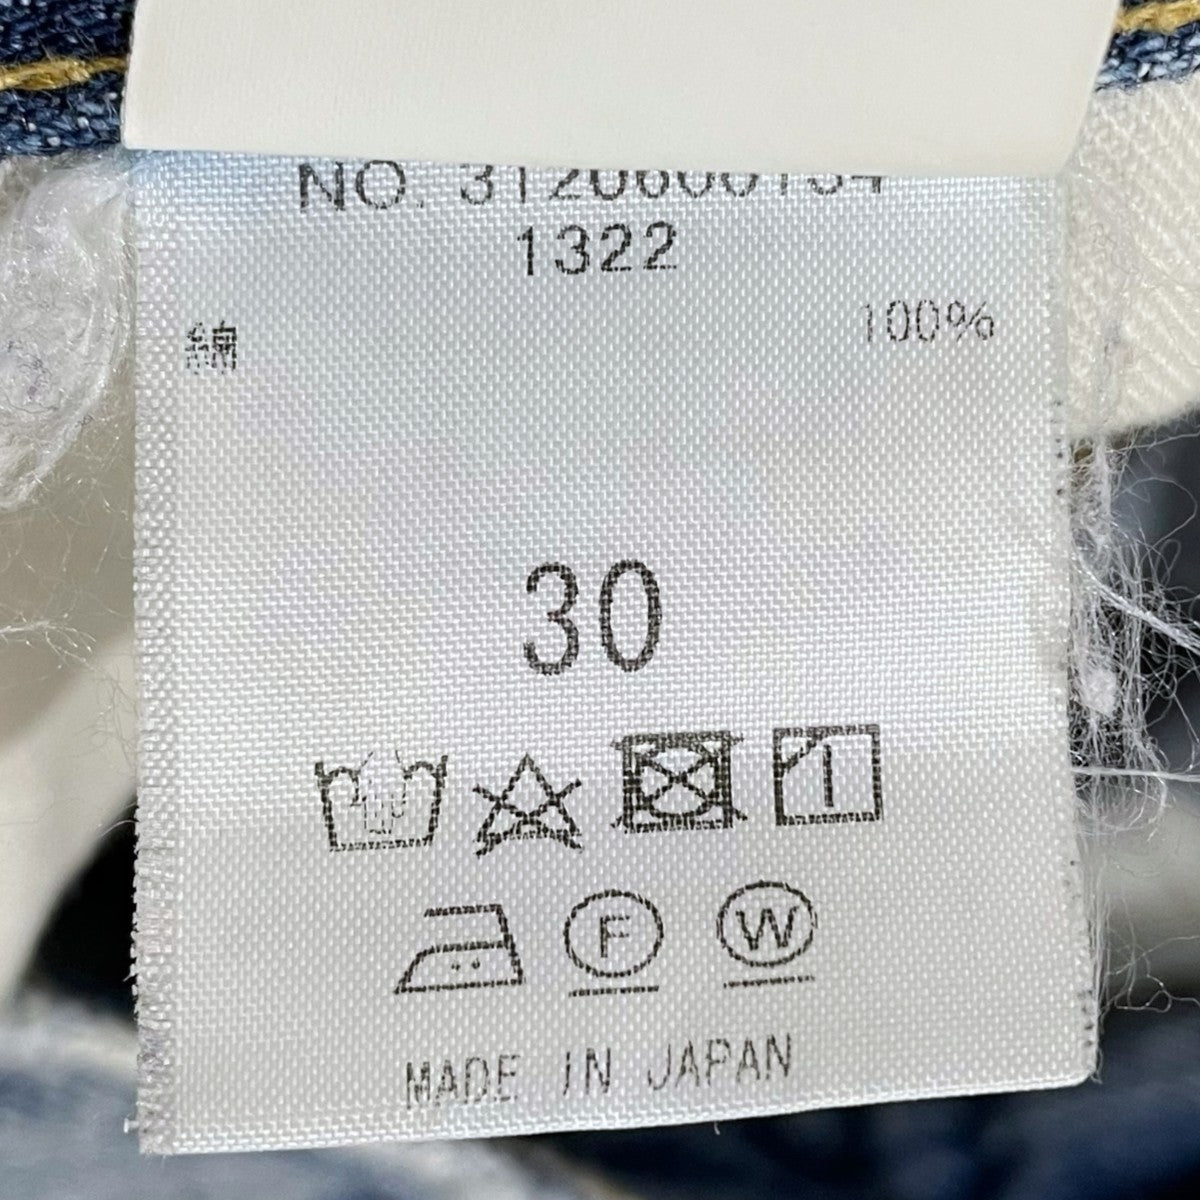 NO. 3120600134
1322
綿 100%
30
F W
MADE IN JAPAN